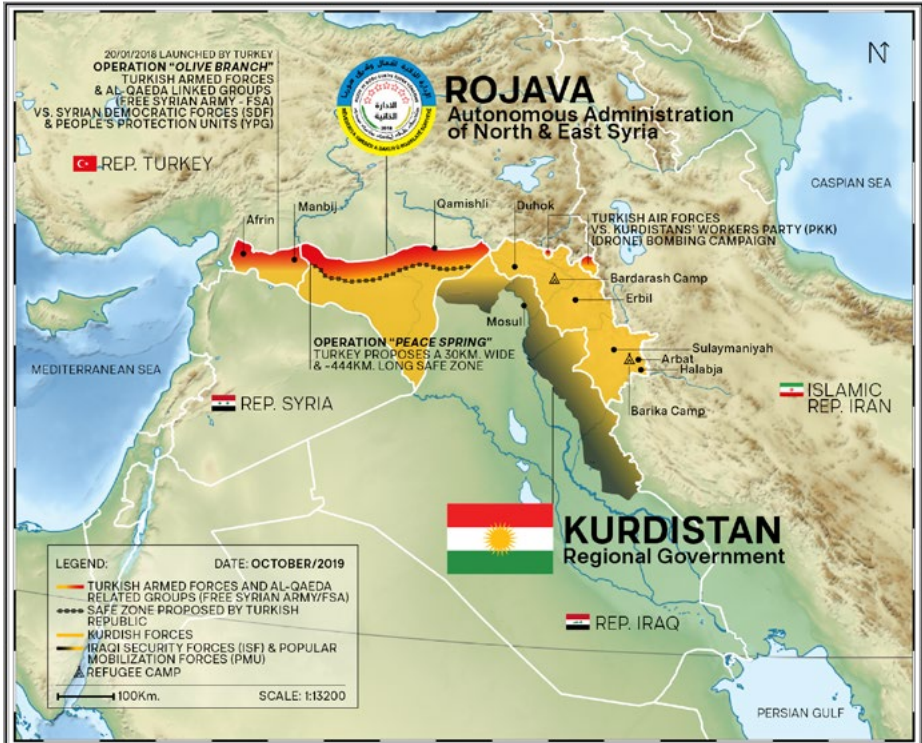 20/01/2018 LAUNCHED BY TURKEY
OPERATION "OLIVE BRANCH"
TURKISH ARMED FORCES
& AL-QAEDA LINKED GROUPS
(FREE SYRIAN ARMY - FSA)
VS. SYRIAN DEMOCRATIC FORCES (SDF)
& PEOPLE'S PROTECTION UNITS (YPG)
الادارة
الذاتية
2018
ROJAVA
Autonomous Administration
of North & East Syria
N
REP. TURKEY
CASPIAN SEA
Afrin
Manbij
Qamishli
Duhok
TURKISH AIR FORCES
VS. KURDISTANS' WORKERS PARTY (PKK)
(DRONE) BOMBING CAMPAIGN
Bardarash Camp
Erbil
Mosul
OPERATION "PEACE SPRING"
TURKEY PROPOSES A 30KM. WIDE
& ~444KM. LONG SAFE ZONE
Sulaymaniyah
Arbat
Halabja
Barika Camp
MEDITERRANEAN SEA
REP. SYRIA
ISLAMIC
REP. IRAN
KURDISTAN
Regional Government
LEGEND: DATE: OCTOBER/2019
TURKISH ARMED FORCES AND AL-QAEDA
RELATED GROUPS (FREE SYRIAN ARMY/FSA)
SAFE ZONE PROPOSED BY TURKISH
REPUBLIC
KURDISH FORCES
IRAQI SECURITY FORCES (ISF) & POPULAR
MOBILIZATION FORCES (PMU)
REFUGEE CAMP
100Km. SCALE: 1:13200
REP. IRAQ
PERSIAN GULF